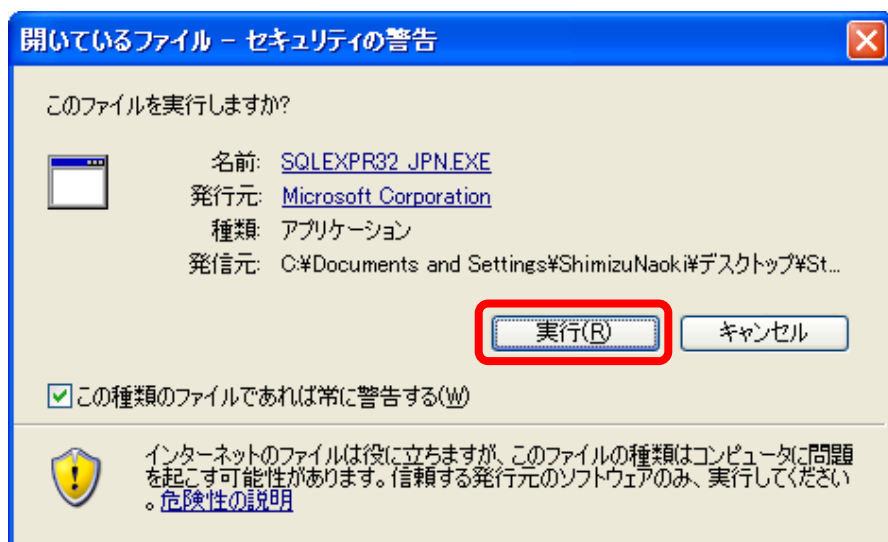 開いているファイル - セキュリティの警告
このファイルを実行しますか?
名前: SQLEXPR32_JPN.EXE
発行元: Microsoft Corporation
種類: アプリケーション
発信元: C:¥Documents and Settings¥ShimizuNaoki¥デスクトップ¥St...
実行(R) キャンセル
この種類のファイルであれば常に警告する(W)
インターネットのファイルは役に立ちますが、このファイルの種類はコンピュータに問題
を起こす可能性があります。信頼する発行元のソフトウェアのみ、実行してください
。危険性の説明